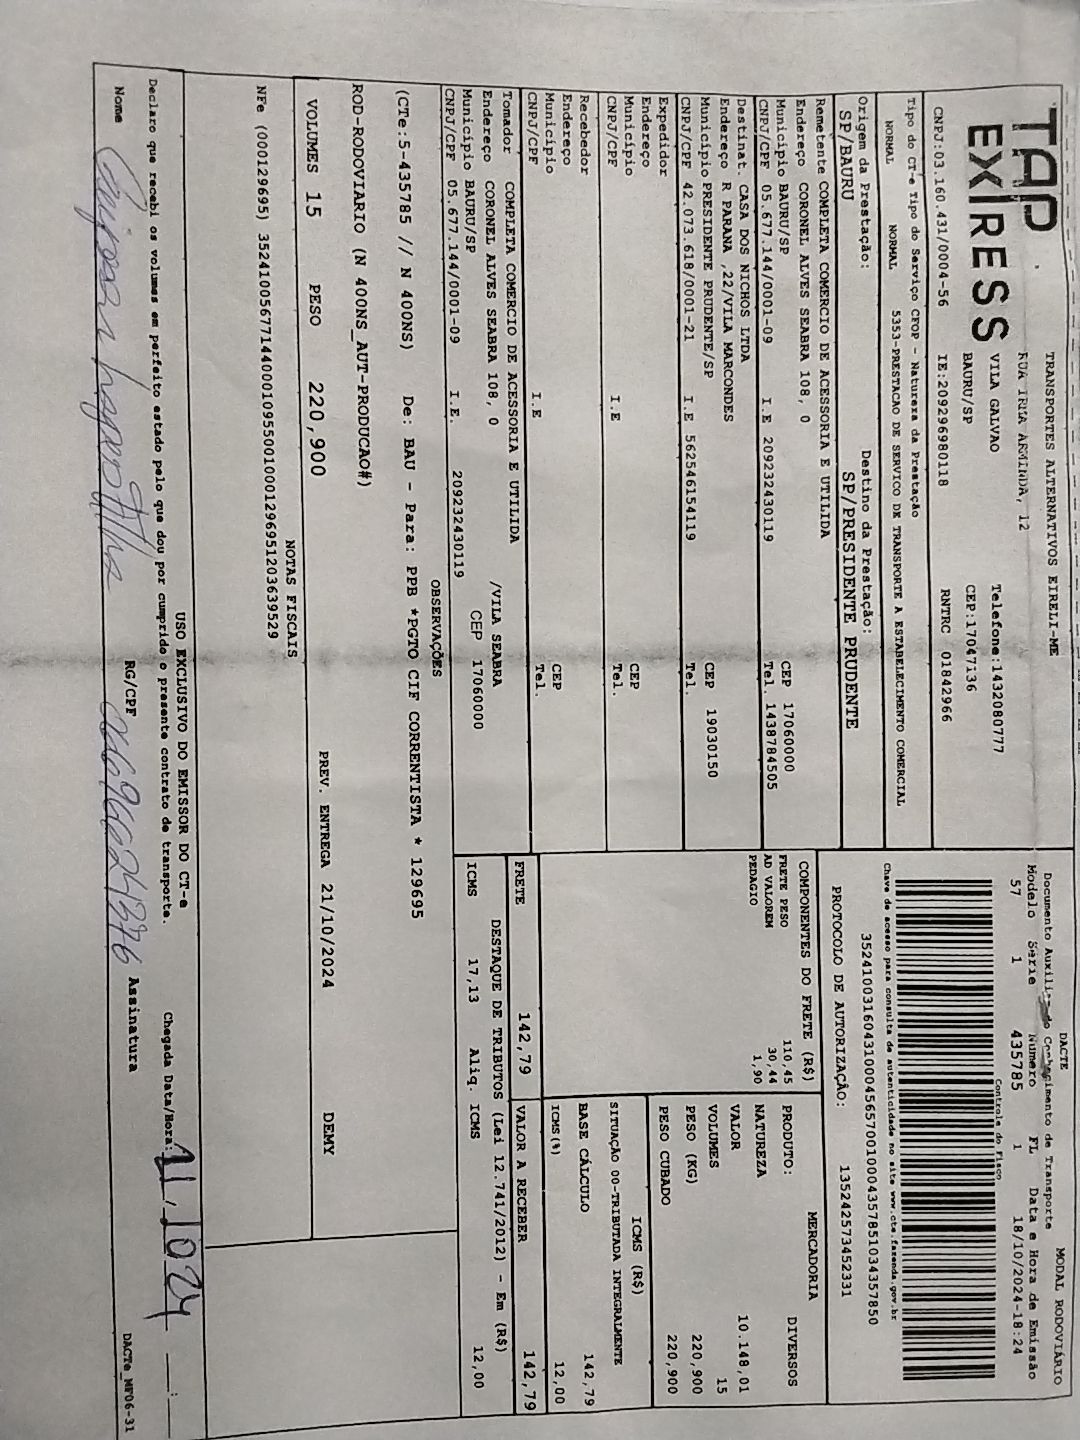 TAP
EXPRESS
TRANSPORTES ALTERNATIVOS EIRELI-ME
RUA IRMA ARMINDA, 12
VILA GALVAO Telefone:1432080777
BAURU/SP CEP:17047136
CNPJ:03.160.431/0004-56 IE:209296980118 RNTRC 01842966
Tipo do CT-e Tipo do Serviço CFOP - Natureza da Prestação
NORMAL NORMAL 5353-PRESTACAO DE SERVICO DE TRANSPORTE A ESTABELECIMENTO COMERCIAL
Origem da Prestação: Destino da Prestação:
SP/BAURU SP/PRESIDENTE PRUDENTE
Remetente COMPLETA COMERCIO DE ACESSORIA E UTILIDA
Endereço CORONEL ALVES SEABRA 108, 0 CEP 17060000
Município BAURU/SP Tel. 1438784505
CNPJ/CPF 05.677.144/0001-09 I.E 209232430119
Destinat. CASA DOS NICHOS LTDA
Endereço R PARANA ,22/VILA MARCONDES CEP 19030150
Município PRESIDENTE PRUDENTE/SP Tel.
CNPJ/CPF 42.073.618/0001-21 I.E 562546154119
Expedidor
Endereço CEP
Município Tel.
CNPJ/CPF I.E
Recebedor
Endereço CEP
Município Tel.
CNPJ/CPF I.E
Tomador COMPLETA COMERCIO DE ACESSORIA E UTILIDA
Endereço CORONEL ALVES SEABRA 108, 0 /VILA SEABRA
Município BAURU/SP CEP 17060000
CNPJ/CPF 05.677.144/0001-09 I.E. 209232430119
DACTE MODAL RODOVIÁRIO
Documento Auxiliar do Conhecimento de Transporte
Modelo Série Número FL Data e Hora de Emissão
57 1 435785 1 18/10/2024-18:24
Controle do Fisco
Chave de acesso para consulta de autenticidade no site www.cte.fazenda.gov.br
35241003160431000456570010004357851034357850
PROTOCOLO DE AUTORIZAÇÃO: 135242573452331
COMPONENTES DO FRETE (R$)
FRETE PESO 110,45
AD VALOREM 30,44
PEDAGIO 1,90
MERCADORIA
PRODUTO: DIVERSOS
NATUREZA
VALOR 10.148,01
VOLUMES 15
PESO (KG) 220,900
PESO CUBADO 220,900
ICMS (R$)
SITUAÇÃO 00-TRIBUTADA INTEGRALMENTE
BASE CÁLCULO 142,79
ICMS (%) 12,00
FRETE 142,79 VALOR A RECEBER 142,79
DESTAQUE DE TRIBUTOS (Lei 12.741/2012) - Em (R$)
ICMS 17,13 Aliq. ICMS 12,00
OBSERVAÇÕES
(CTe:5-435785 // N 400NS) De: BAU - Para: PPB *PGTO CIF CORRENTISTA * 129695
ROD-RODOVIARIO (N 400NS_AUT-PRODUCAO#)
VOLUMES 15 PESO 220,900 PREV. ENTREGA 21/10/2024 DEMY
NOTAS FISCAIS
NFe (000129695) 35241005677144000109550010001296951203639529
USO EXCLUSIVO DO EMISSOR DO CT-e
Declaro que recebi os volumes em perfeito estado pelo que dou por cumprido o presente contrato de transporte. Chegada Data/Hora:
Nome RG/CPF Assinatura
DACTe_MF06-31